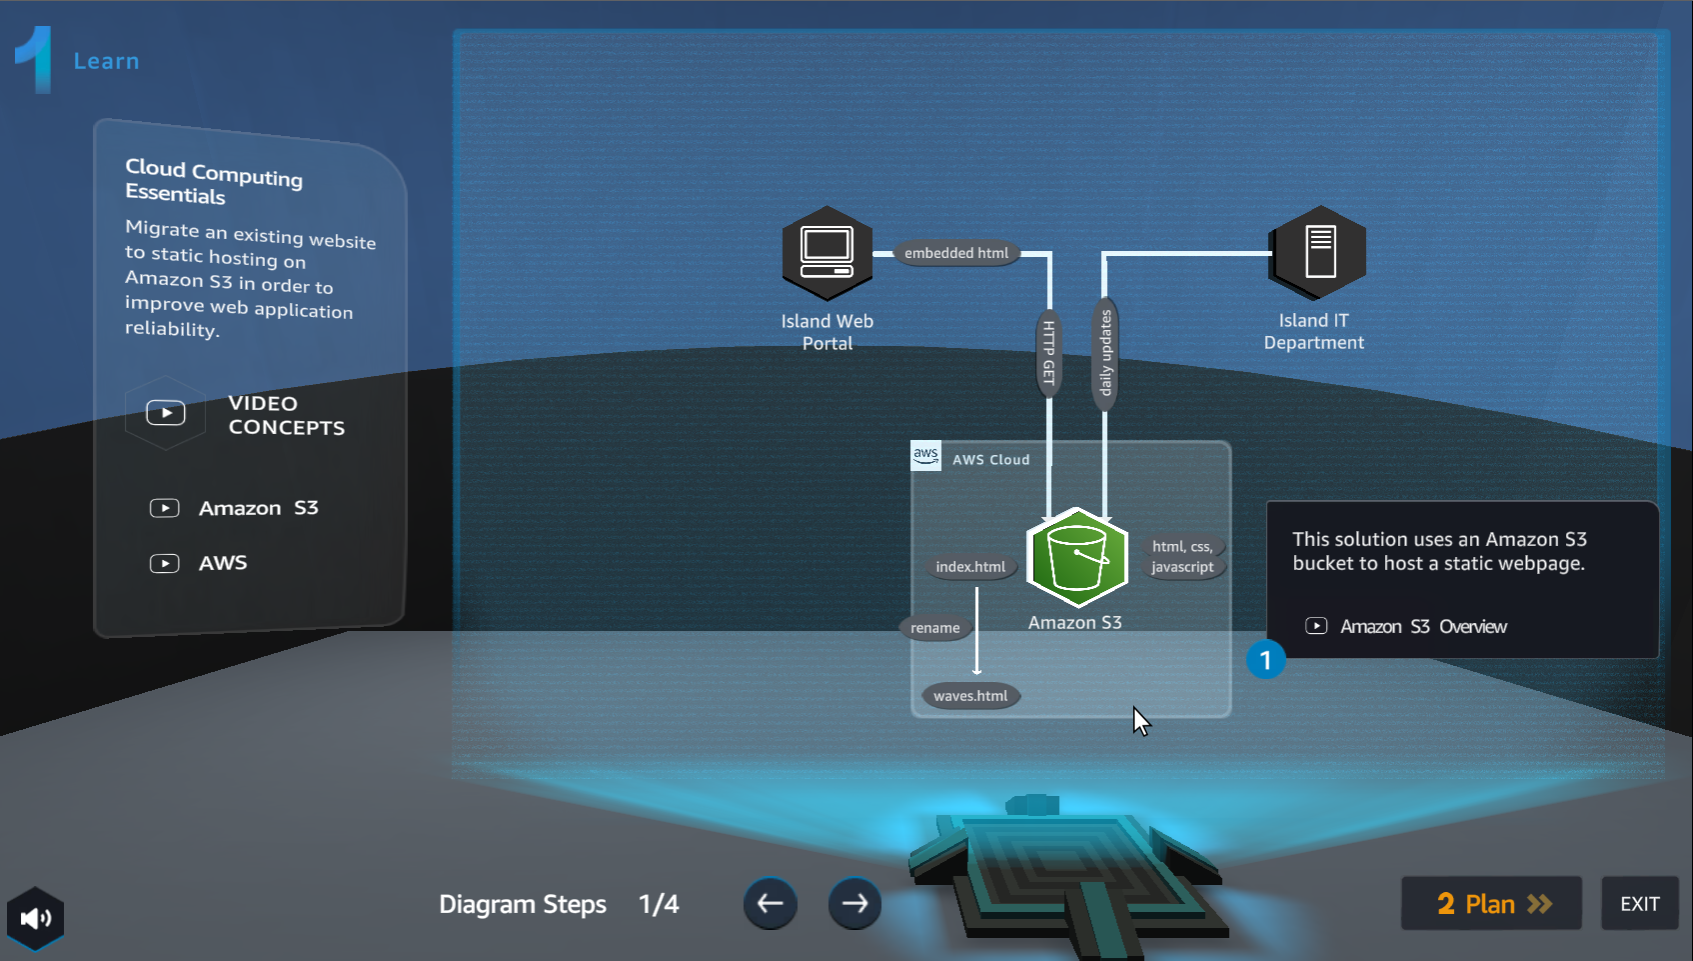 1 Learn
Cloud Computing
Essentials
Migrate an existing website
to static hosting on
Amazon S3 in order to
improve web application
reliability.
VIDEO
CONCEPTS
Amazon S3
AWS
embedded html
Island Web
Portal
HTTP GET
daily updates
Island IT
Department
aws
AWS Cloud
index.html
html, css,
javascript
Amazon S3
rename
waves.html
This solution uses an Amazon S3
bucket to host a static webpage.
Amazon S3 Overview
1
Diagram Steps 1/4
2 Plan
EXIT